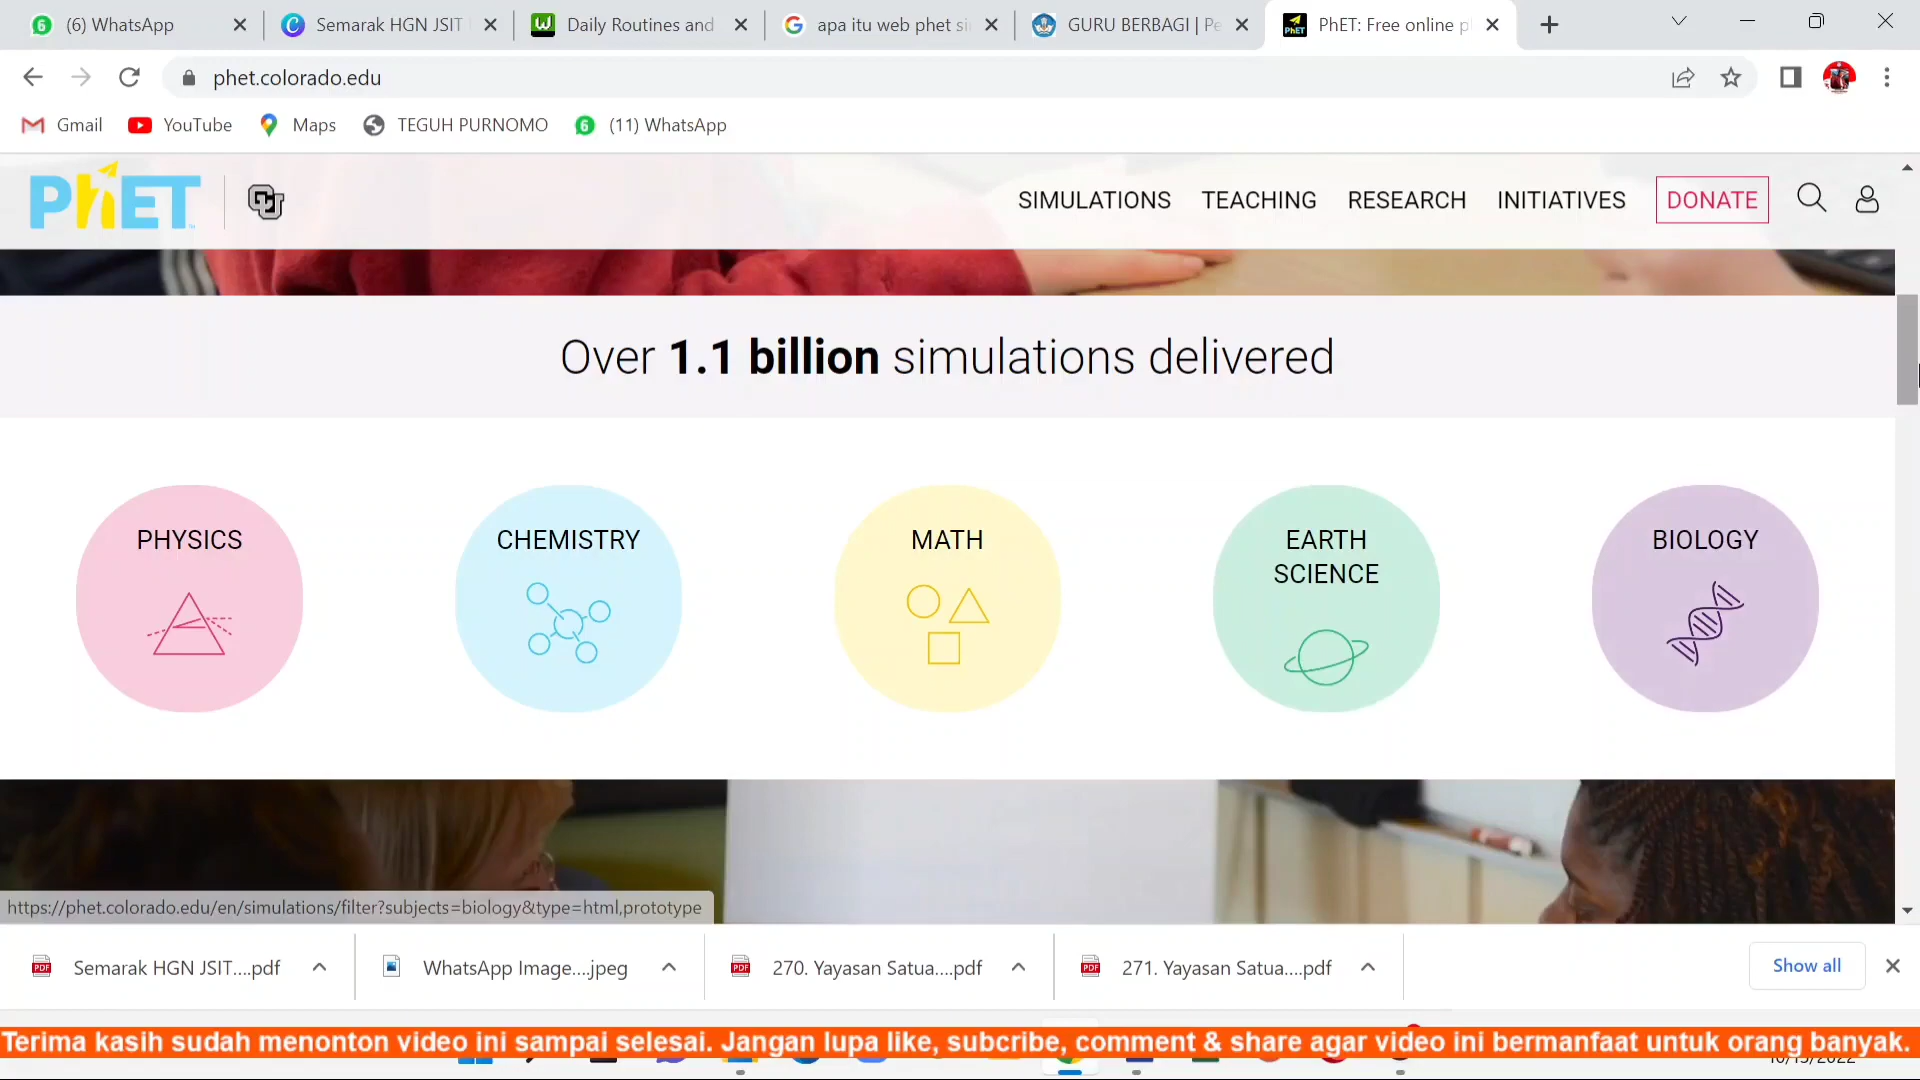 (6) WhatsApp
Semarak HGN JSIT
Daily Routines and
apa itu web phet si
GURU BERBAGI | Pe
PhET: Free online p
phet.colorado.edu
Gmail
YouTube
Maps
TEGUH PURNOMO
(11) WhatsApp
PhET
SIMULATIONS
TEACHING
RESEARCH
INITIATIVES
DONATE
Over 1.1 billion simulations delivered
PHYSICS
CHEMISTRY
MATH
EARTH
SCIENCE
BIOLOGY
https://phet.colorado.edu/en/simulations/filter?subjects=biology&type=html,prototype
Semarak HGN JSIT....pdf
WhatsApp Image....jpeg
270. Yayasan Satua....pdf
271. Yayasan Satua....pdf
Show all
Terima kasih sudah menonton video ini sampai selesai. Jangan lupa like, subcribe, comment & share agar video ini bermanfaat untuk orang banyak.